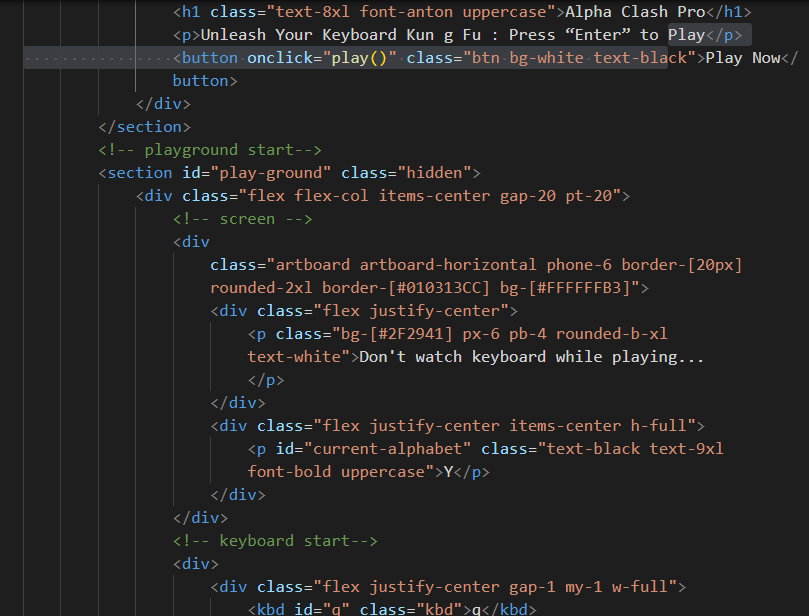 <h1 class="text-8xl font-anton uppercase">Alpha Clash Pro</h1>
<p>Unleash Your Keyboard Kun g Fu : Press “Enter” to Play</p>
<button onclick="play()" class="btn bg-white text-black">Play Now</
button>
</div>
</section>
<!-- playground start-->
<section id="play-ground" class="hidden">
<div class="flex flex-col items-center gap-20 pt-20">
<!-- screen -->
<div
class="artboard artboard-horizontal phone-6 border-[20px]
rounded-2xl border-[#010313CC] bg-[#FFFFFFB3]">
<div class="flex justify-center">
<p class="bg-[#2F2941] px-6 pb-4 rounded-b-xl
text-white">Don't watch keyboard while playing...
</p>
</div>
<div class="flex justify-center items-center h-full">
<p id="current-alphabet" class="text-black text-9xl
font-bold uppercase">Y</p>
</div>
</div>
<!-- keyboard start-->
<div>
<div class="flex justify-center gap-1 my-1 w-full">
<kbd id="q" class="kbd">q</kbd>